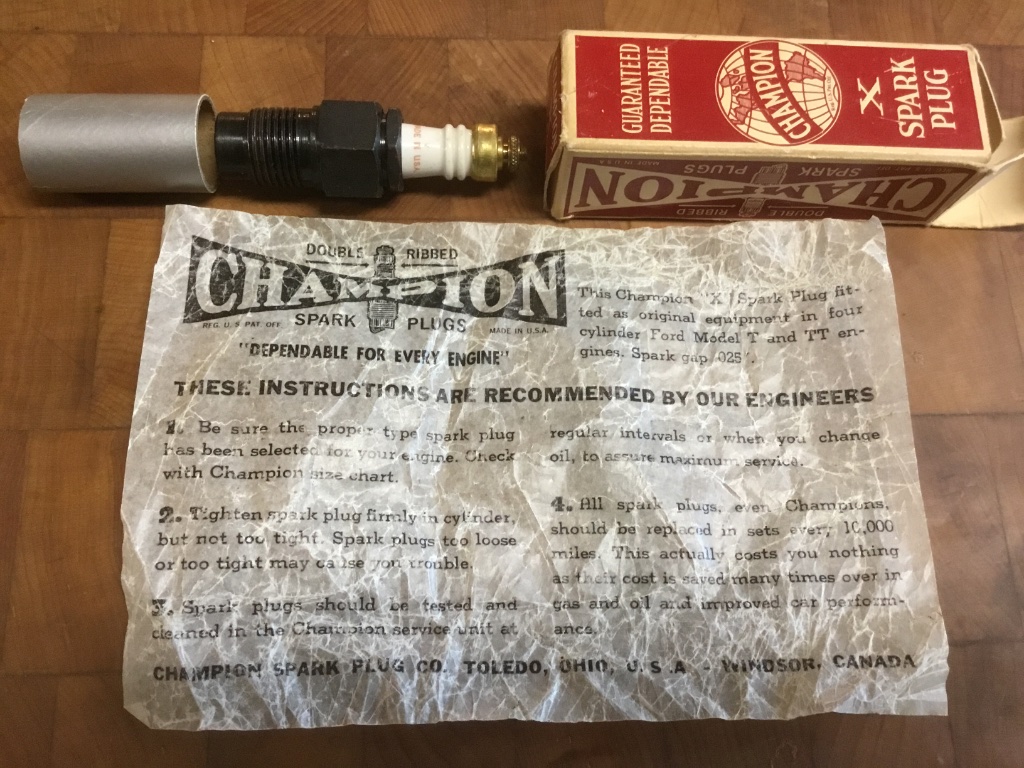 GUARANTEED
DEPENDABLE
CHAMPION
X
SPARK
PLUG
DOUBLE RIBBED
CHAMPION
SPARK
PLUGS
MADE IN U.S.A.
DOUBLE RIBBED
CHAMPION
REG. U.S. PAT. OFF. SPARK PLUGS MADE IN U.S.A.
"DEPENDABLE FOR EVERY ENGINE"
This Champion "X" Spark Plug fit-
ted as original equipment in four
cylinder Ford Model T and TT en-
gines. Spark gap .025".
THESE INSTRUCTIONS ARE RECOMMENDED BY OUR ENGINEERS
1. Be sure the proper type spark plug
has been selected for your engine. Check
with Champion size chart.
2. Tighten spark plug firmly in cylinder,
but not too tight. Spark plugs too loose
or too tight may cause you trouble.
3. Spark plugs should be tested and
cleaned in the Champion service unit at
regular intervals or when you change
oil, to assure maximum service.
4. All spark plugs, even Champions,
should be replaced in sets every 10,000
miles. This actually costs you nothing
as their cost is saved many times over in
gas and oil and improved car perform-
ance.
CHAMPION SPARK PLUG CO. TOLEDO, OHIO, U.S.A. - WINDSOR, CANADA